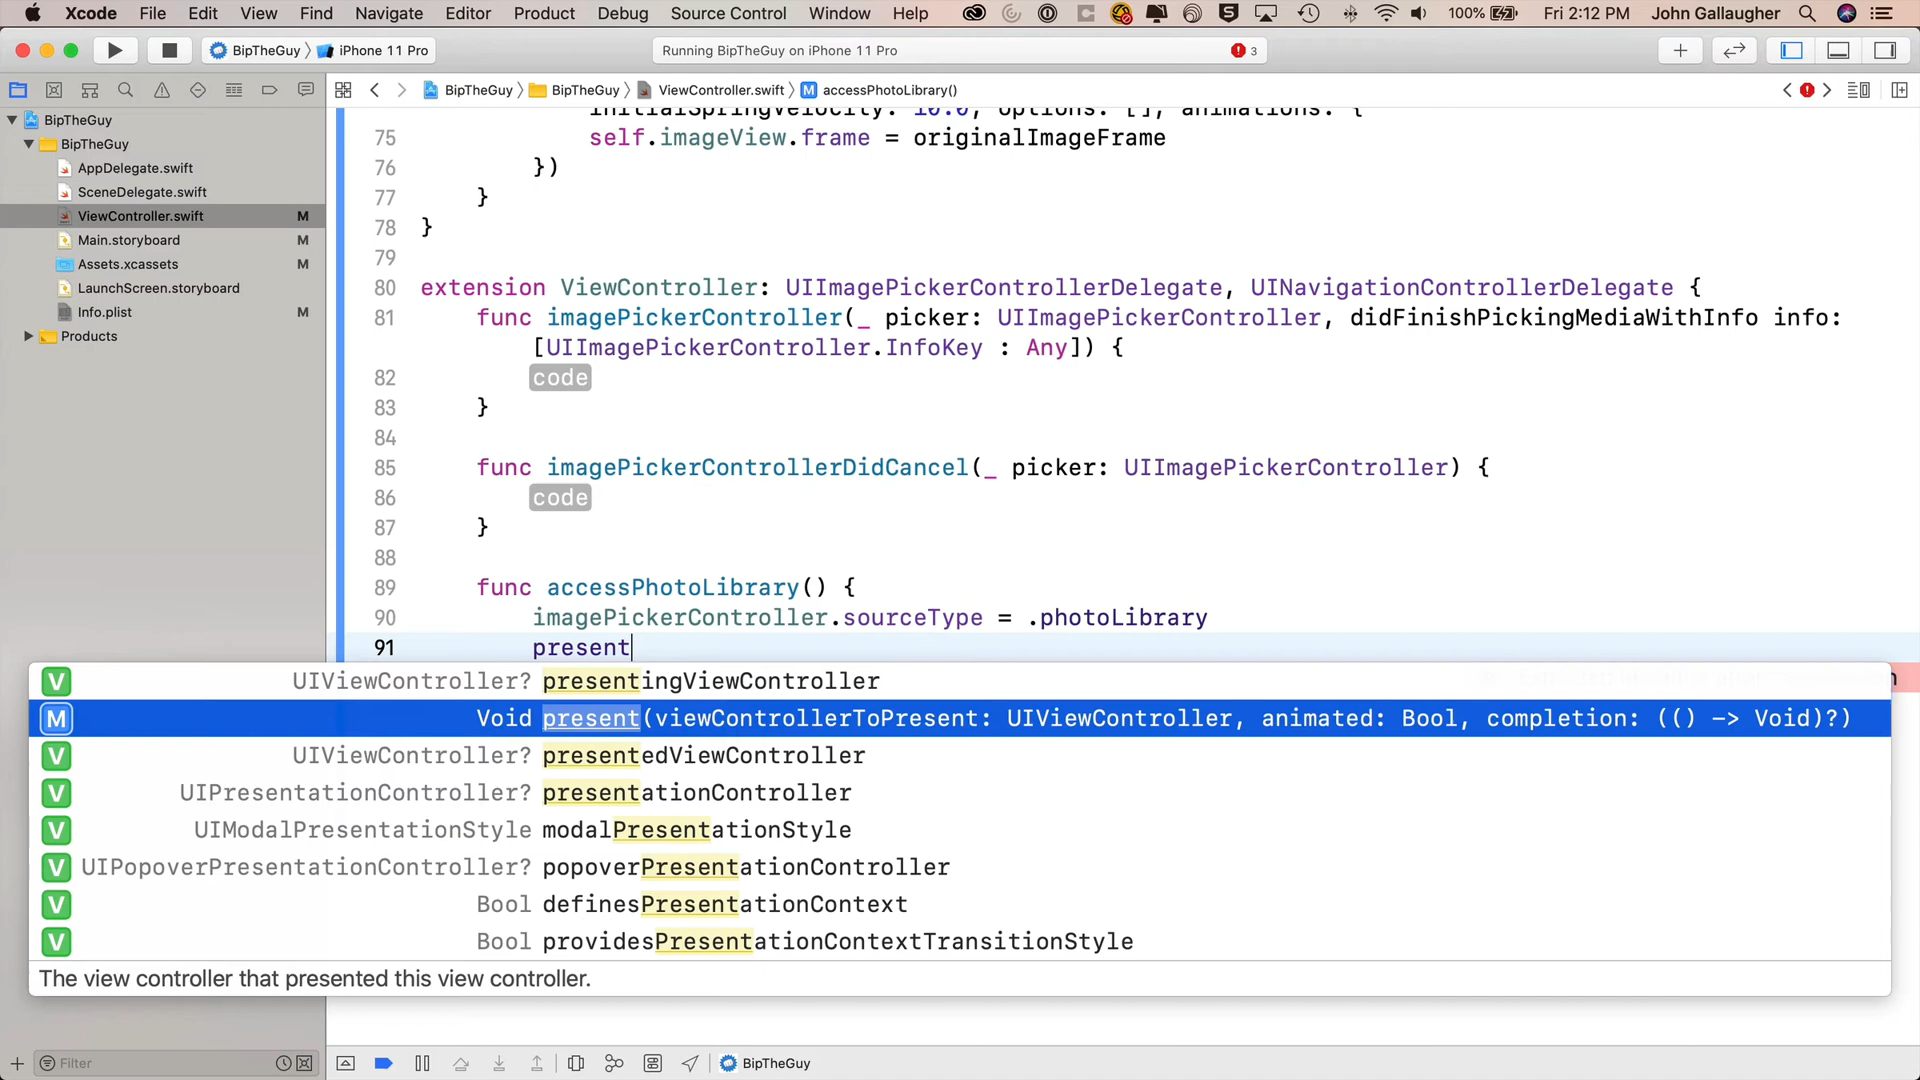 Xcode File Edit View Find Navigate Editor Product Debug Source Control Window Help 100% Fri 2:12 PM John Gallaugher
BipTheGuy iPhone 11 Pro Running BipTheGuy on iPhone 11 Pro 3
BipTheGuy BipTheGuy ViewController.swift M accessPhotoLibrary()
BipTheGuy
BipTheGuy
AppDelegate.swift
SceneDelegate.swift
ViewController.swift M
Main.storyboard M
Assets.xcassets M
LaunchScreen.storyboard
Info.plist M
Products
initialSpringVelocity: 10.0, options: [], animations: {
75 self.imageView.frame = originalImageFrame
76 })
77 }
78 }
79
80 extension ViewController: UIImagePickerControllerDelegate, UINavigationControllerDelegate {
81 func imagePickerController(_ picker: UIImagePickerController, didFinishPickingMediaWithInfo info:
[UIImagePickerController.InfoKey : Any]) {
82 code
83 }
84
85 func imagePickerControllerDidCancel(_ picker: UIImagePickerController) {
86 code
87 }
88
89 func accessPhotoLibrary() {
90 imagePickerController.sourceType = .photoLibrary
91 present
V UIViewController? presentingViewController
M Void present(viewControllerToPresent: UIViewController, animated: Bool, completion: (() -> Void)?)
V UIViewController? presentedViewController
V UIPresentationController? presentationController
V UIModalPresentationStyle modalPresentationStyle
V UIPopoverPresentationController? popoverPresentationController
V Bool definesPresentationContext
V Bool providesPresentationContextTransitionStyle
The view controller that presented this view controller.
Filter BipTheGuy